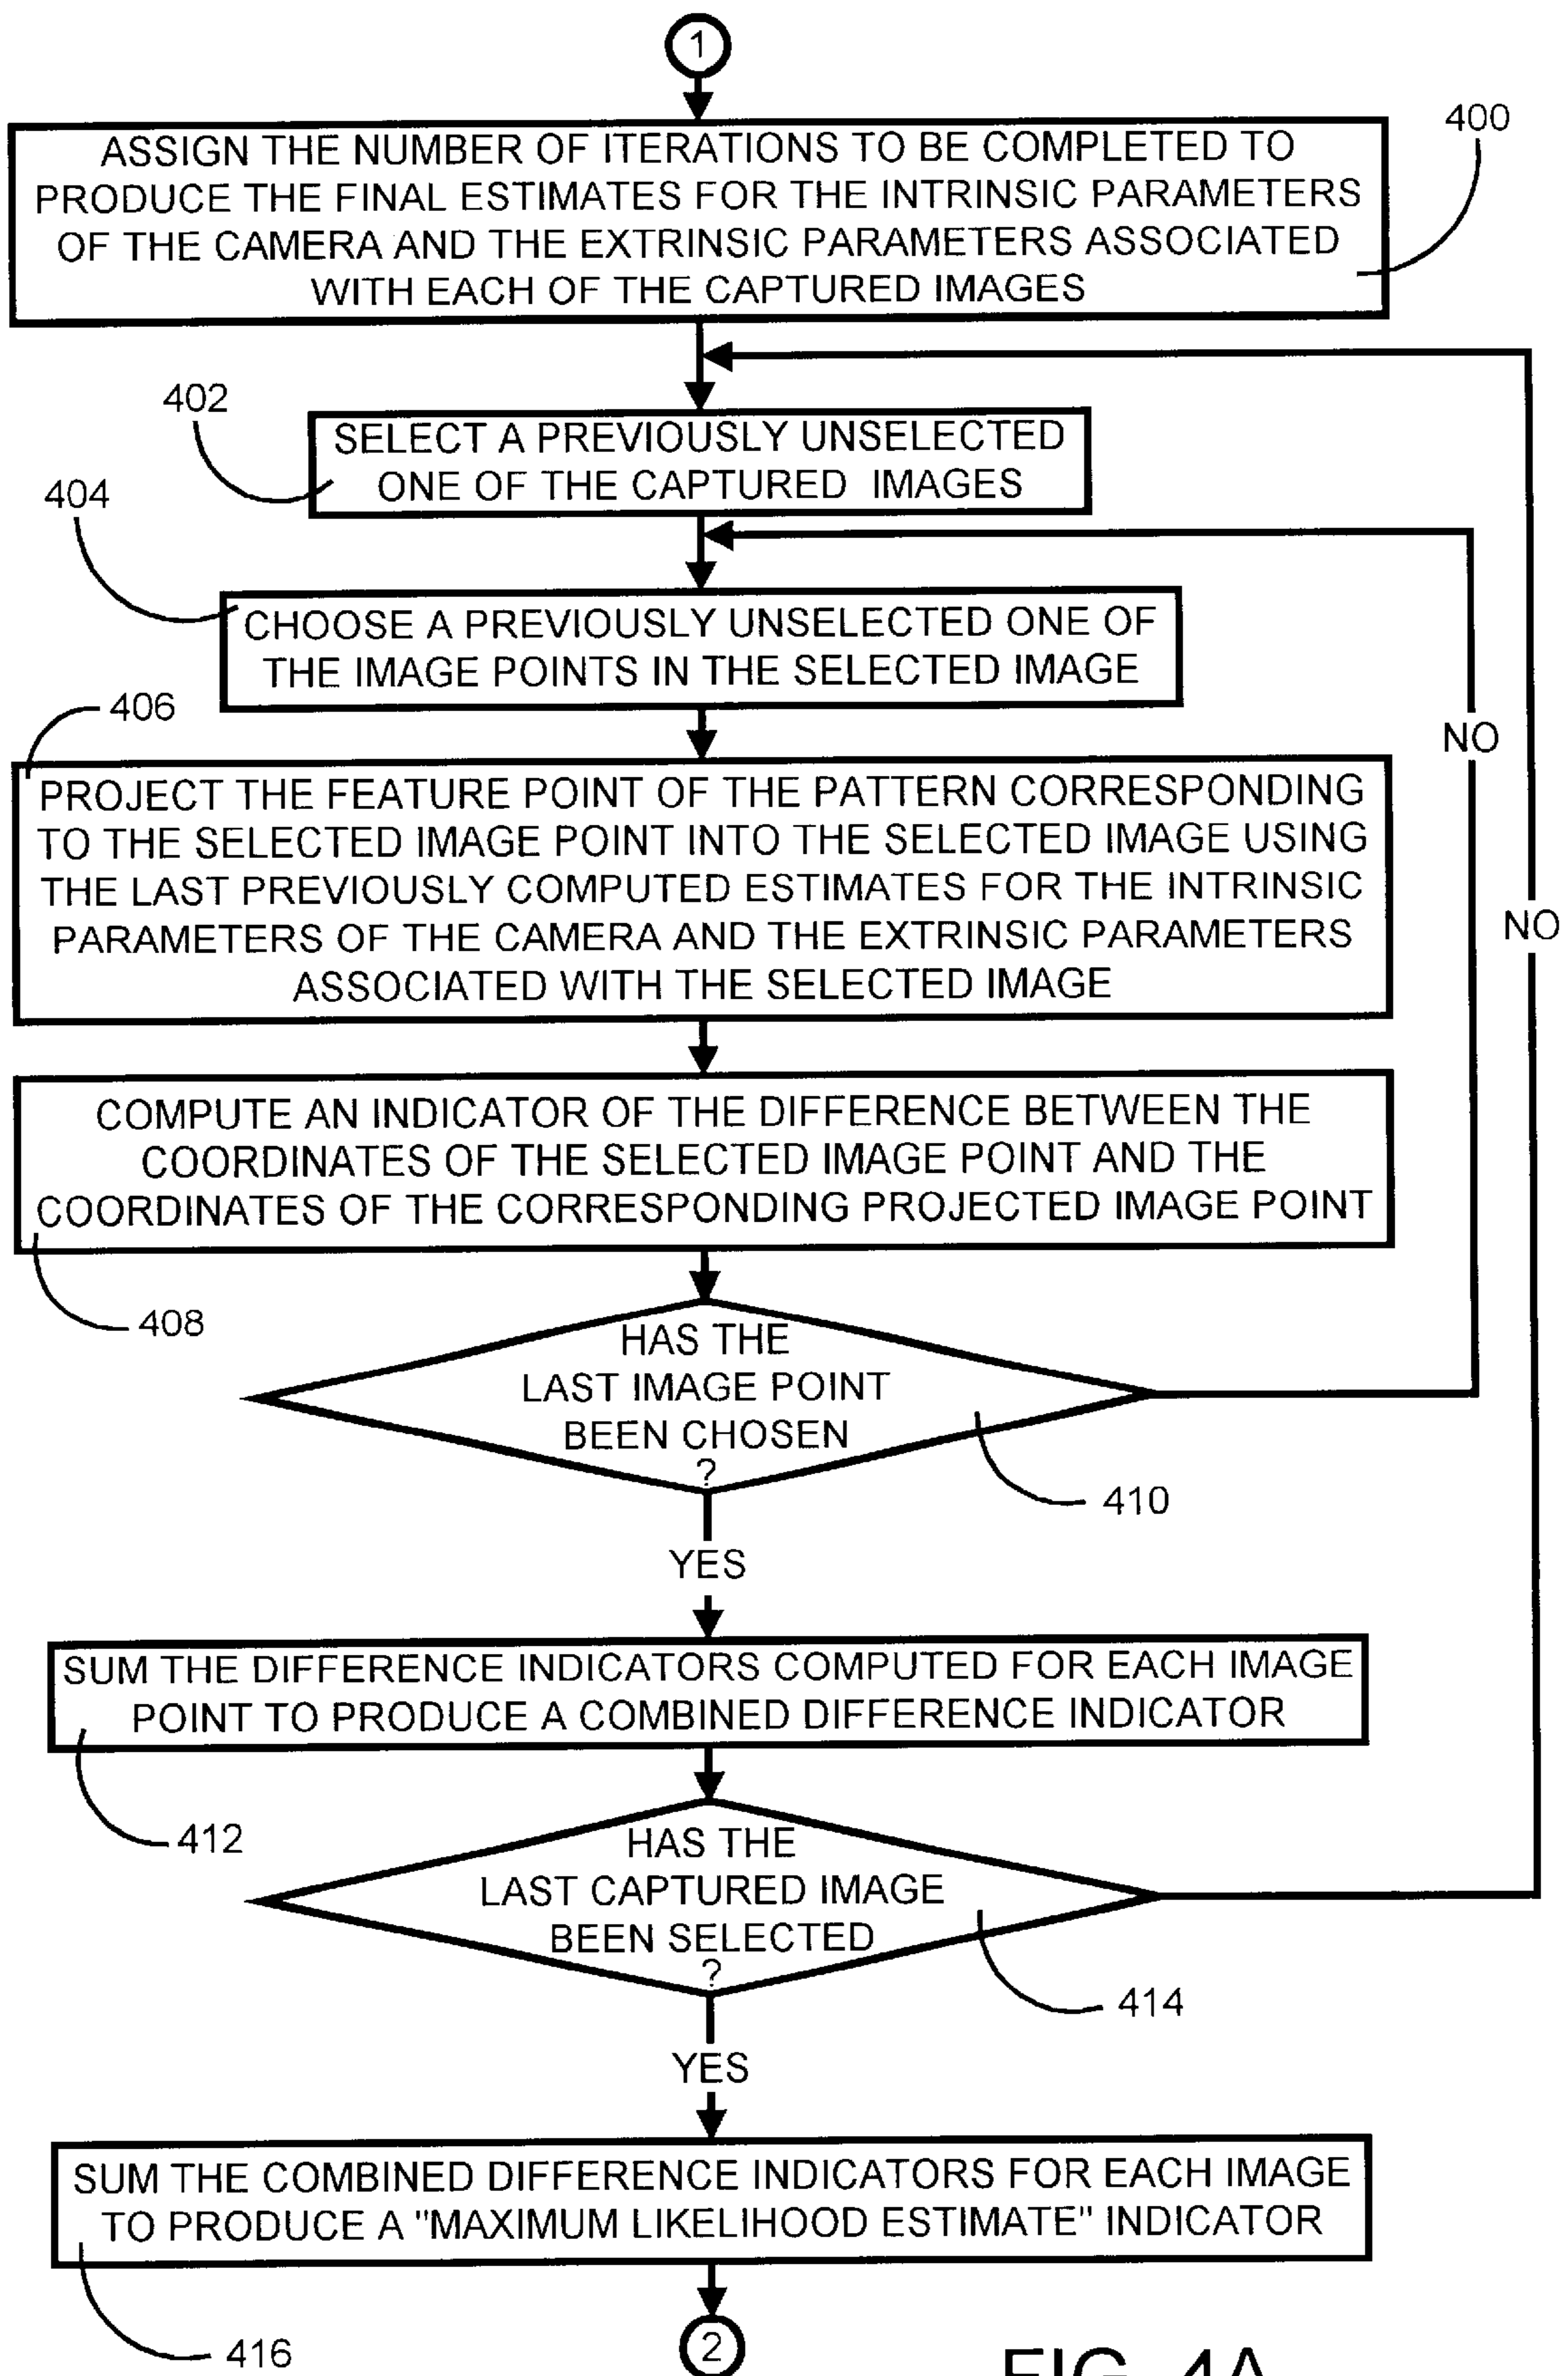 1
ASSIGN THE NUMBER OF ITERATIONS TO BE COMPLETED TO
PRODUCE THE FINAL ESTIMATES FOR THE INTRINSIC PARAMETERS
OF THE CAMERA AND THE EXTRINSIC PARAMETERS ASSOCIATED
WITH EACH OF THE CAPTURED IMAGES
400
402
SELECT A PREVIOUSLY UNSELECTED
ONE OF THE CAPTURED IMAGES
404
CHOOSE A PREVIOUSLY UNSELECTED ONE OF
THE IMAGE POINTS IN THE SELECTED IMAGE
406
NO
PROJECT THE FEATURE POINT OF THE PATTERN CORRESPONDING
TO THE SELECTED IMAGE POINT INTO THE SELECTED IMAGE USING
THE LAST PREVIOUSLY COMPUTED ESTIMATES FOR THE INTRINSIC
PARAMETERS OF THE CAMERA AND THE EXTRINSIC PARAMETERS
ASSOCIATED WITH THE SELECTED IMAGE
NO
COMPUTE AN INDICATOR OF THE DIFFERENCE BETWEEN THE
COORDINATES OF THE SELECTED IMAGE POINT AND THE
COORDINATES OF THE CORRESPONDING PROJECTED IMAGE POINT
408
HAS THE
LAST IMAGE POINT
BEEN CHOSEN
?
410
YES
SUM THE DIFFERENCE INDICATORS COMPUTED FOR EACH IMAGE
POINT TO PRODUCE A COMBINED DIFFERENCE INDICATOR
412
HAS THE
LAST CAPTURED IMAGE
BEEN SELECTED
?
414
YES
SUM THE COMBINED DIFFERENCE INDICATORS FOR EACH IMAGE
TO PRODUCE A "MAXIMUM LIKELIHOOD ESTIMATE" INDICATOR
416
2
FIG. 4A